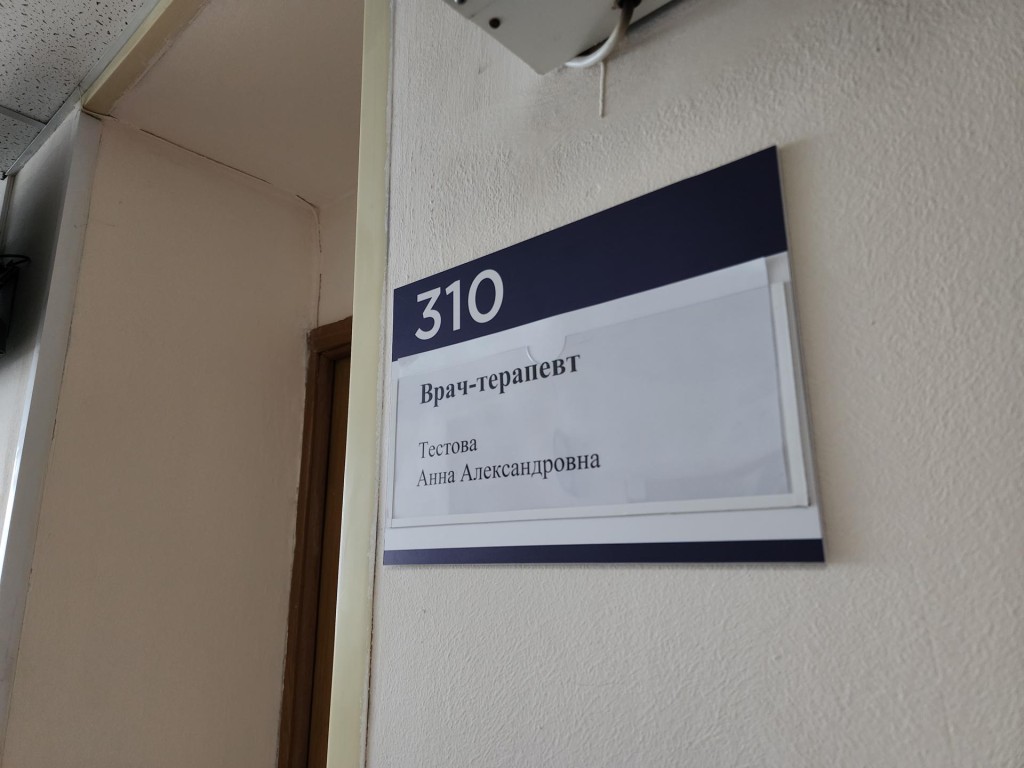 310
Врач-терапевт
Тестова
Анна Александровна